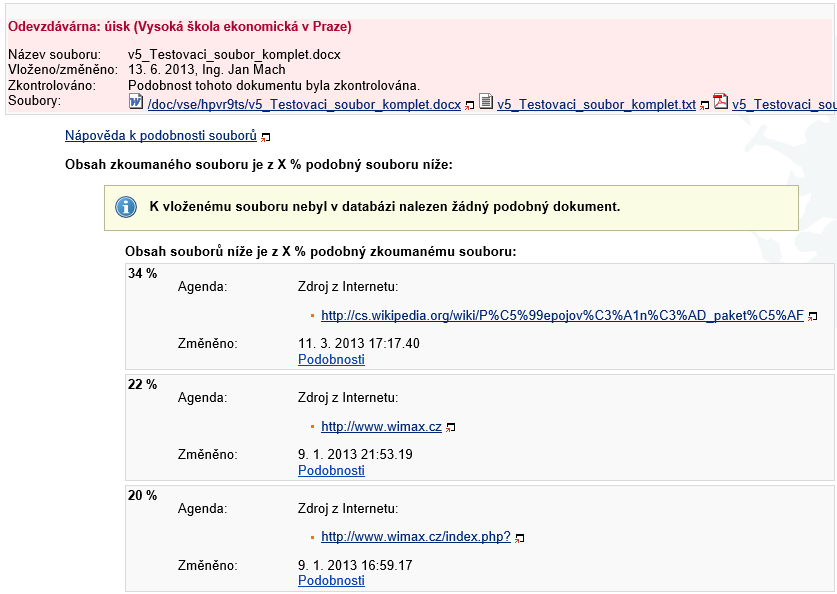 Odevzdávárna: úisk (Vysoká škola ekonomická v Praze)
Název souboru: v5_Testovaci_soubor_komplet.docx
Vloženo/změněno: 13. 6. 2013, Ing. Jan Mach
Zkontrolováno: Podobnost tohoto dokumentu byla zkontrolována.
Soubory: /doc/vse/hpvr9ts/v5_Testovaci_soubor_komplet.docx v5_Testovaci_soubor_komplet.txt v5_Testovaci_sou
Nápověda k podobnosti souborů
Obsah zkoumaného souboru je z X % podobný souboru níže:
K vloženému souboru nebyl v databázi nalezen žádný podobný dokument.
Obsah souborů níže je z X % podobný zkoumanému souboru:
34 %
Agenda: Zdroj z Internetu:
http://cs.wikipedia.org/wiki/P%C5%99epojov%C3%A1n%C3%AD_paket%C5%AF
Změněno: 11. 3. 2013 17:17.40
Podobnosti
22 %
Agenda: Zdroj z Internetu:
http://www.wimax.cz
Změněno: 9. 1. 2013 21:53.19
Podobnosti
20 %
Agenda: Zdroj z Internetu:
http://www.wimax.cz/index.php?
Změněno: 9. 1. 2013 16:59.17
Podobnosti